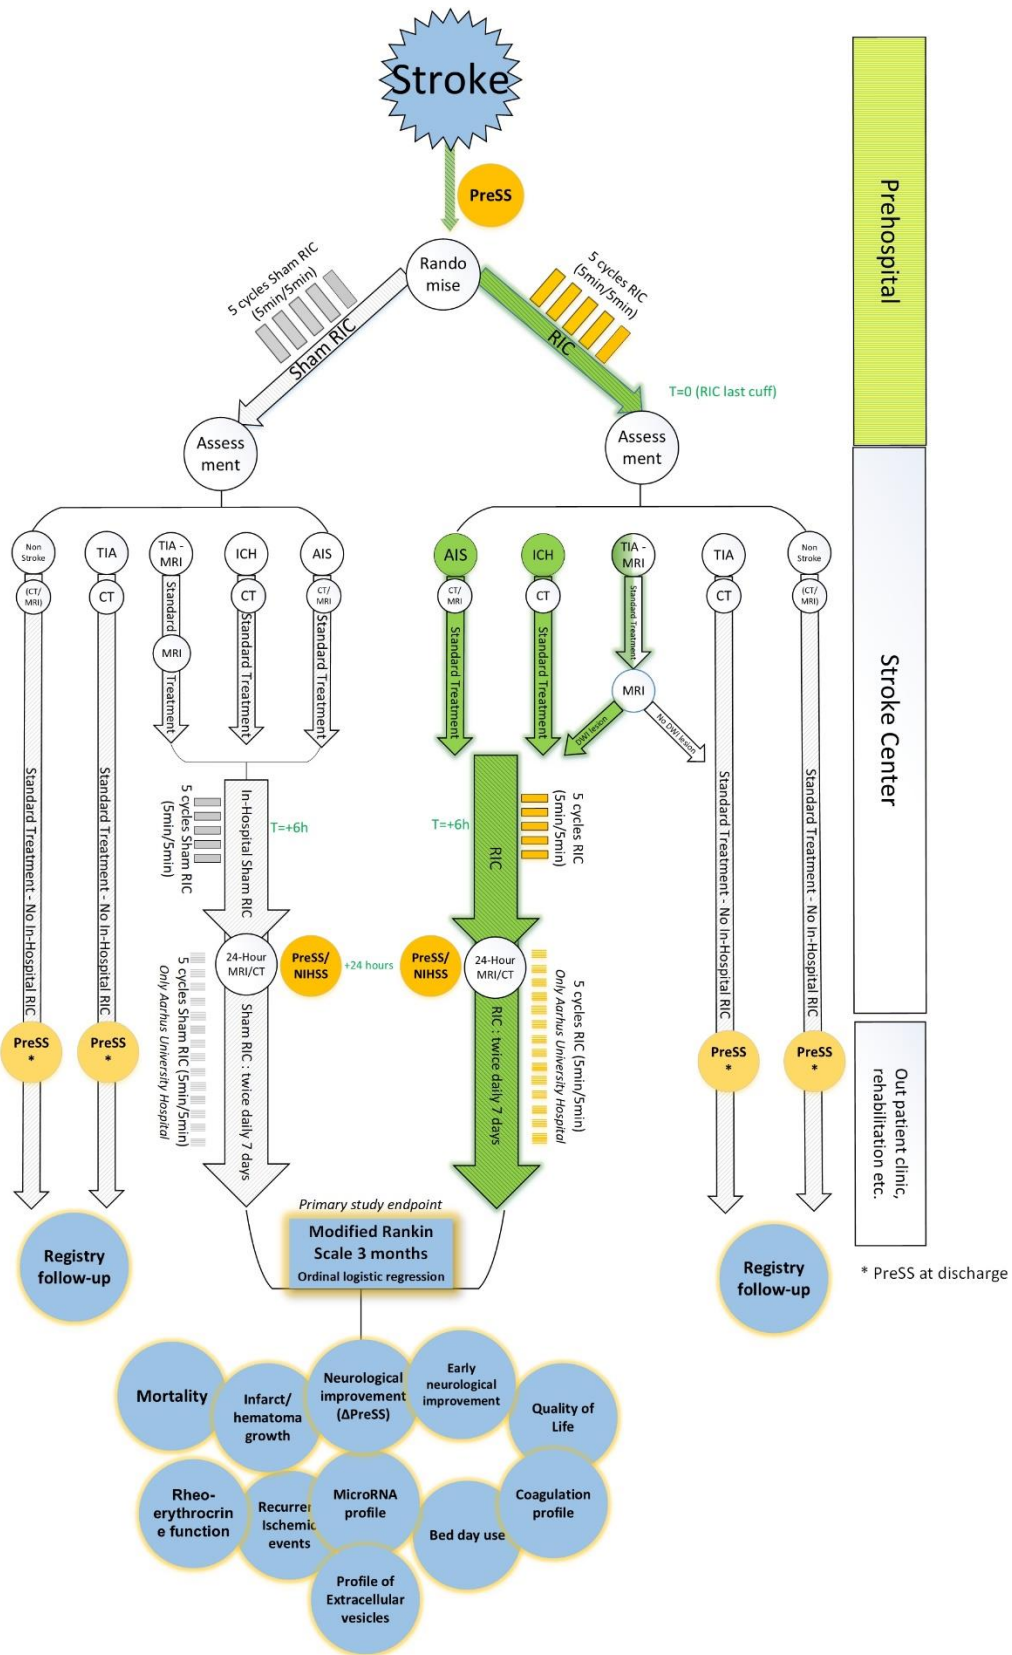 Stroke
PreSS
Rando
mise
5 cycles Sham RIC
(5min/5min)
Sham RIC
5 cycles RIC
(5min/5min)
RIC
T=0 (RIC last cuff)
Prehospital
Assess
ment
Assess
ment
Non
Stroke
TIA
TIA -
MRI
ICH
AIS
AIS
ICH
TIA -
MRI
TIA
Non
Stroke
(CT/
MRI)
CT
Standard
MRI
Treatment
CT
Standard Treatment
CT/
MRI
Standard Treatment
CT/
MRI
Standard Treatment
CT
Standard Treatment
Standard Treatment
MRI
DWI lesion
No DWI lesion
CT
(CT/
MRI)
Stroke Center
Standard Treatment - No In-Hospital RIC
Standard Treatment - No In-Hospital RIC
5 cycles Sham RIC
(5min/5min)
In-Hospital Sham RIC
T=+6h
T=+6h
RIC
5 cycles RIC
(5min/5min)
Standard Treatment - No In-Hospital RIC
Standard Treatment - No In-Hospital RIC
24-Hour
MRI/CT
PreSS/
NIHSS
+24 hours
PreSS/
NIHSS
24-Hour
MRI/CT
PreSS
*
PreSS
*
5 cycles Sham RIC (5min/5min)
Only Aarhus University Hospital
Sham RIC : twice daily 7 days
RIC : twice daily 7 days
5 cycles RIC (5min/5min)
Only Aarhus University Hospital
PreSS
*
PreSS
*
Out patient clinic,
rehabilitation etc.
Primary study endpoint
Modified Rankin
Scale 3 months
Ordinal logistic regression
Registry
follow-up
Registry
follow-up
* PreSS at discharge
Mortality
Infarct/
hematoma
growth
Neurological
improvement
(ΔPreSS)
Early
neurological
improvement
Quality of
Life
Rheo-
erythrocrin
e function
Recurren
Ischemic
events
MicroRNA
profile
Bed day use
Coagulation
profile
Profile of
Extracellular
vesicles